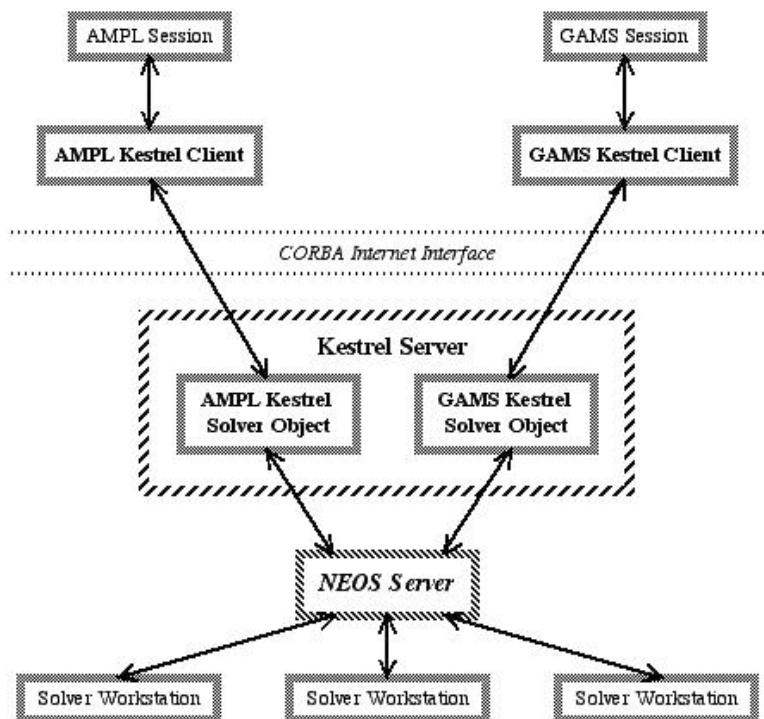 AMPL Session
GAMS Session
AMPL Kestrel Client
GAMS Kestrel Client
CORBA Internet Interface
Kestrel Server
AMPL Kestrel
Solver Object
GAMS Kestrel
Solver Object
NEOS Server
Solver Workstation
Solver Workstation
Solver Workstation